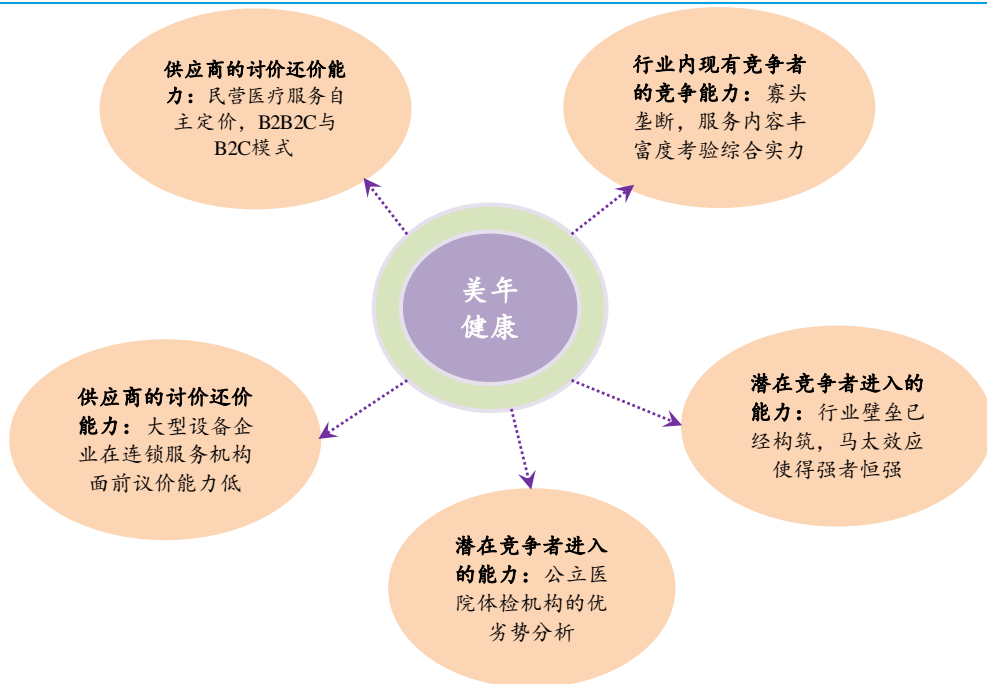 供应商的讨价还价能
力：民营医疗服务自
主定价，B2B2C与
B2C模式
行业内现有竞争者
的竞争能力：寡头
垄断，服务内容丰
富度考验综合实力
美年
健康
供应商的讨价还价
能力：大型设备企
业在连锁服务机构
面前议价能力低
潜在竞争者进入的
能力：行业壁垒已
经构筑，马太效应
使得强者恒强
潜在竞争者进入
的能力：公立医
院体检机构的优
劣势分析